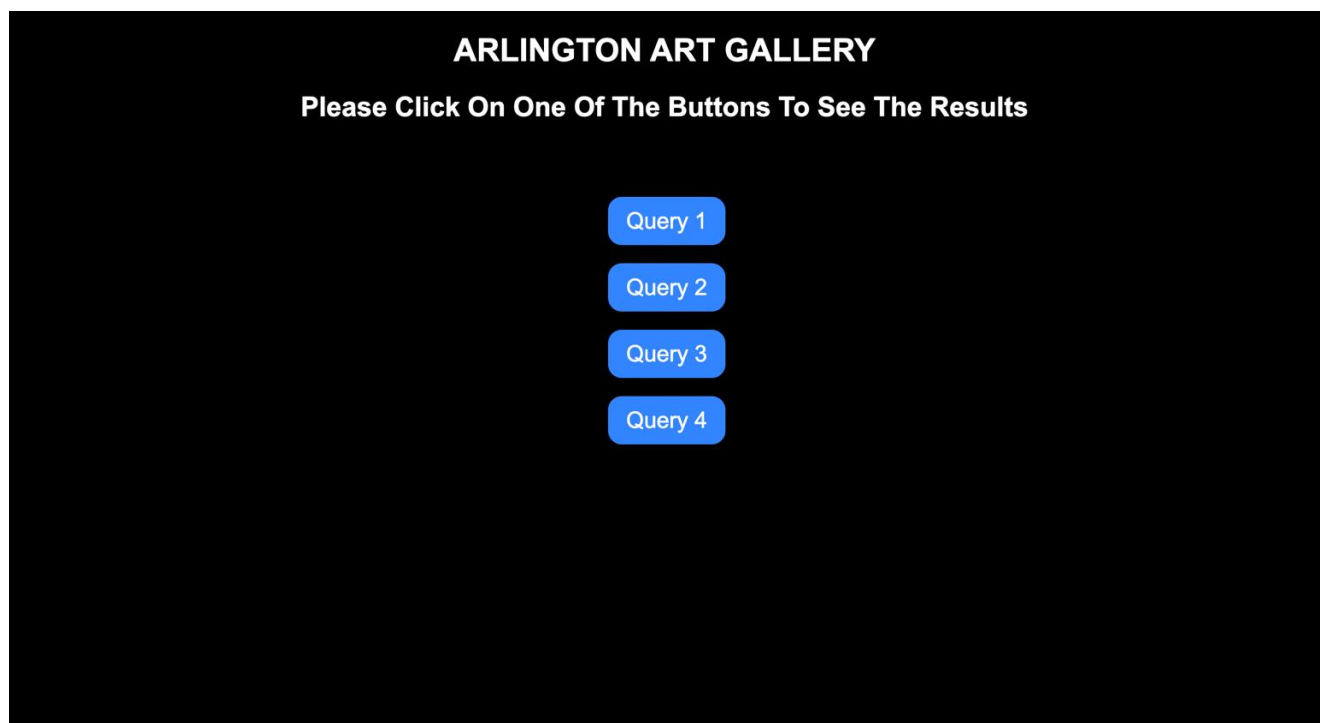 ARLINGTON ART GALLERY
Please Click On One Of The Buttons To See The Results
Query 1
Query 2
Query 3
Query 4